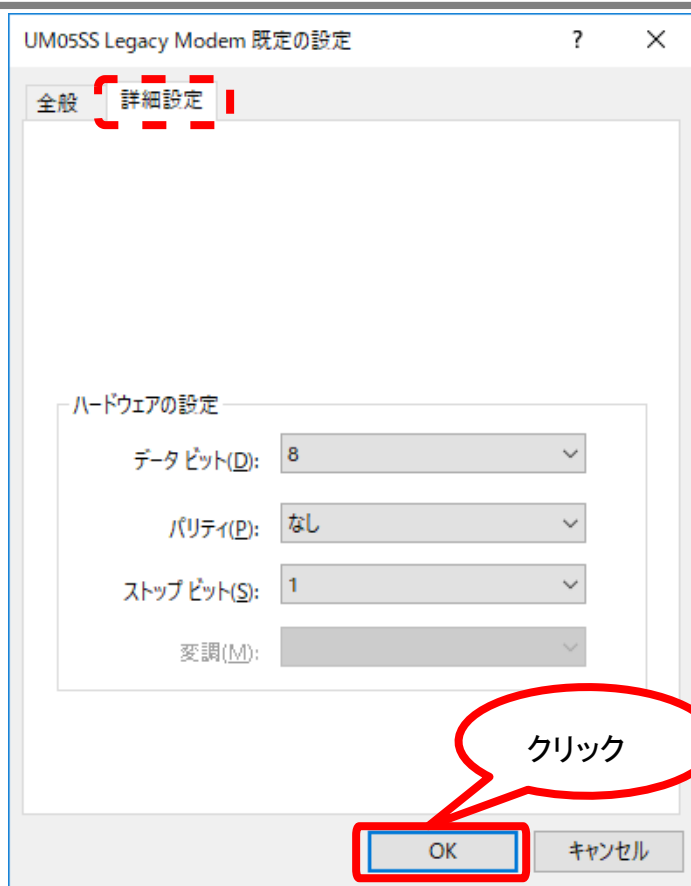 UM05SS Legacy Modem 既定の設定 ? ×
全般 詳細設定
ハードウェアの設定
データ ビット(D): 8
パリティ(P): なし
ストップ ビット(S): 1
変調(M):
クリック
OK キャンセル